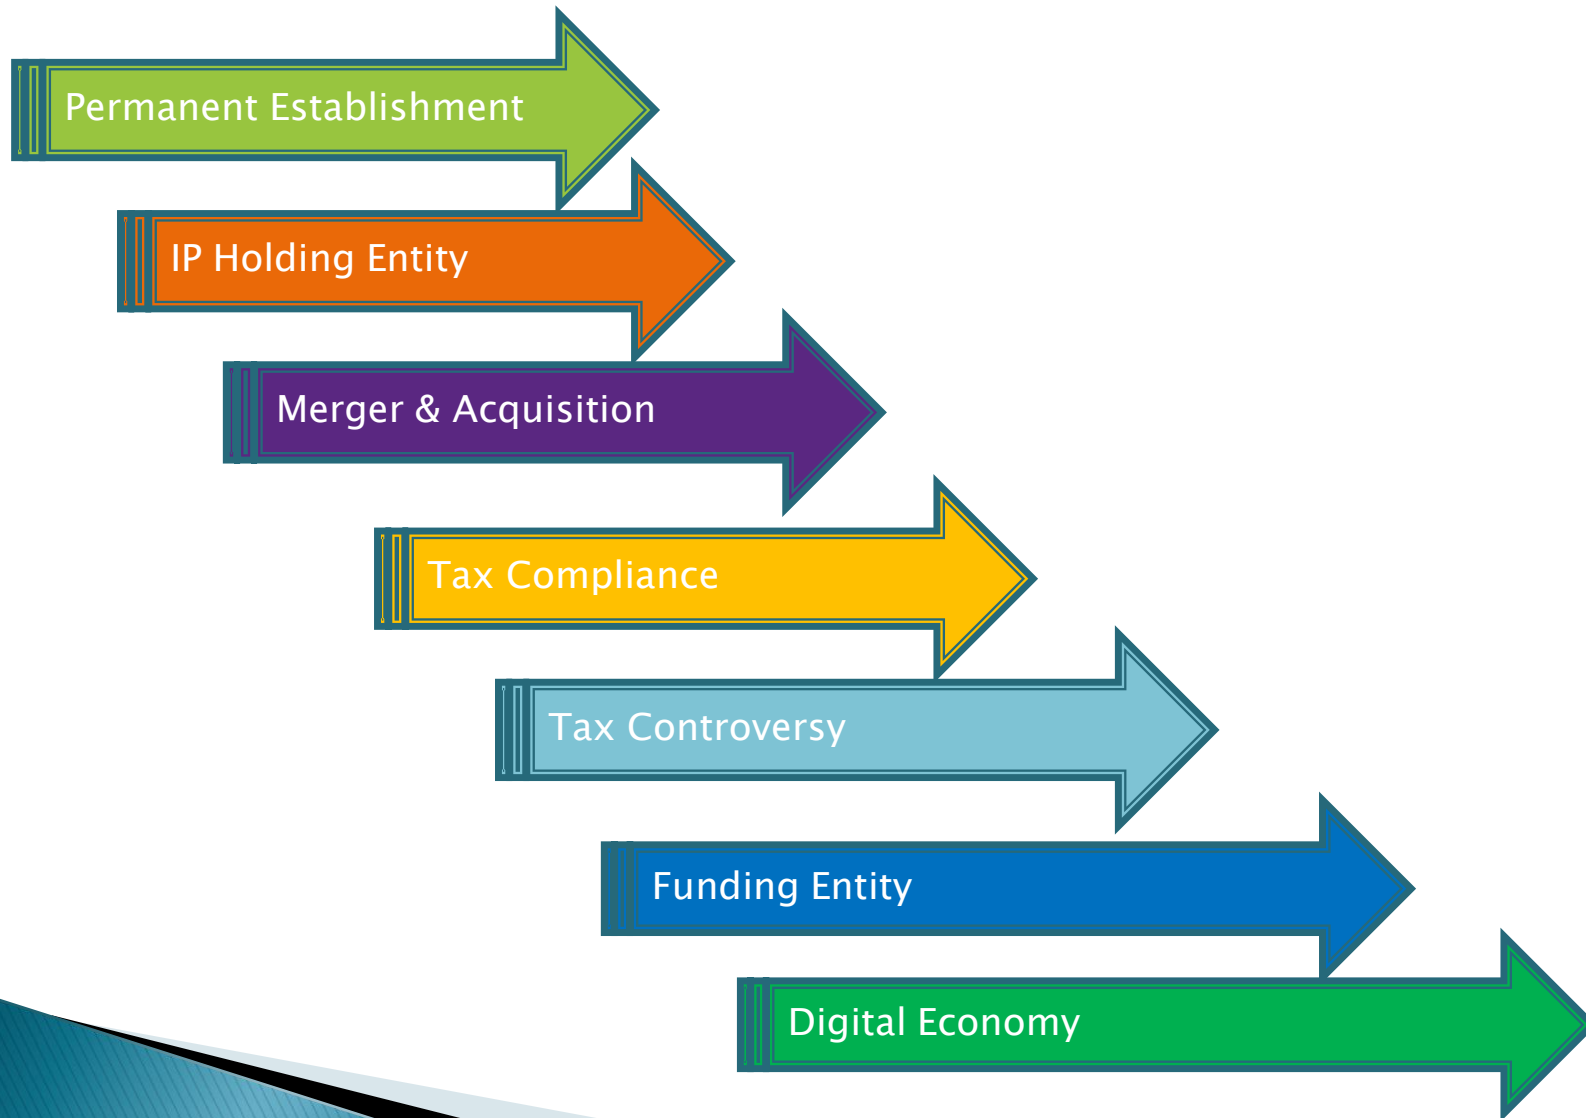 Permanent Establishment
IP Holding Entity
Merger & Acquisition
Tax Compliance
Tax Controversy
Funding Entity
Digital Economy